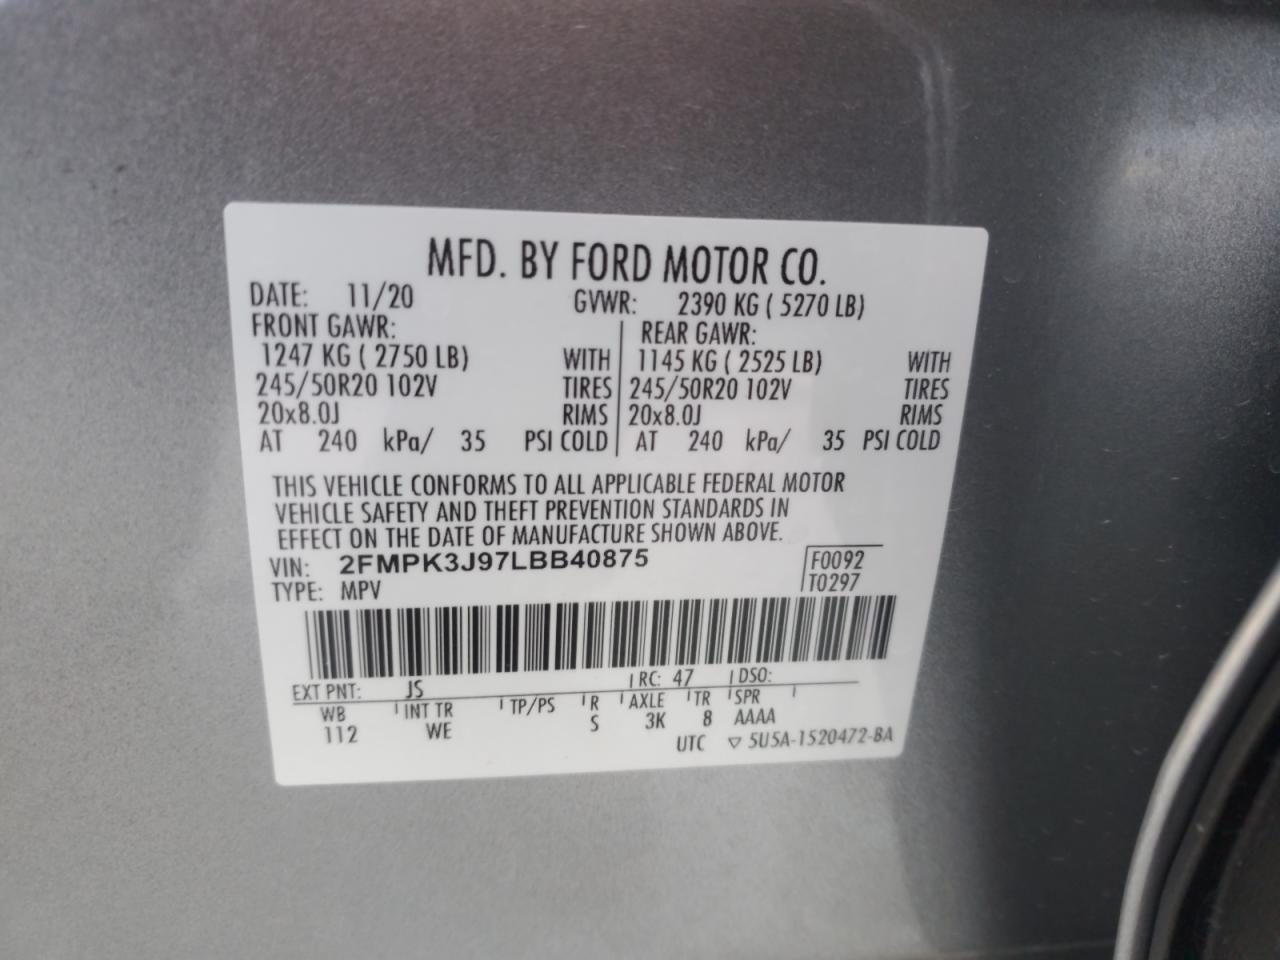 MFD. BY FORD MOTOR CO.
DATE: 11/20 GVWR: 2390 KG ( 5270 LB)
FRONT GAWR: REAR GAWR:
1247 KG ( 2750 LB) WITH 1145 KG ( 2525 LB) WITH
245/50R20 102V TIRES 245/50R20 102V TIRES
20x8.0J RIMS 20x8.0J RIMS
AT 240 kPa/ 35 PSI COLD AT 240 kPa/ 35 PSI COLD
THIS VEHICLE CONFORMS TO ALL APPLICABLE FEDERAL MOTOR
VEHICLE SAFETY AND THEFT PREVENTION STANDARDS IN
EFFECT ON THE DATE OF MANUFACTURE SHOWN ABOVE.
VIN: 2FMPK3J97LBB40875 F0092
TYPE: MPV T0297
EXT PNT: JS RC: 47 DSO:
WB INT TR TP/PS R AXLE TR SPR
112 WE S 3K 8 AAAA
UTC ▽ 5U5A-1520472-BA